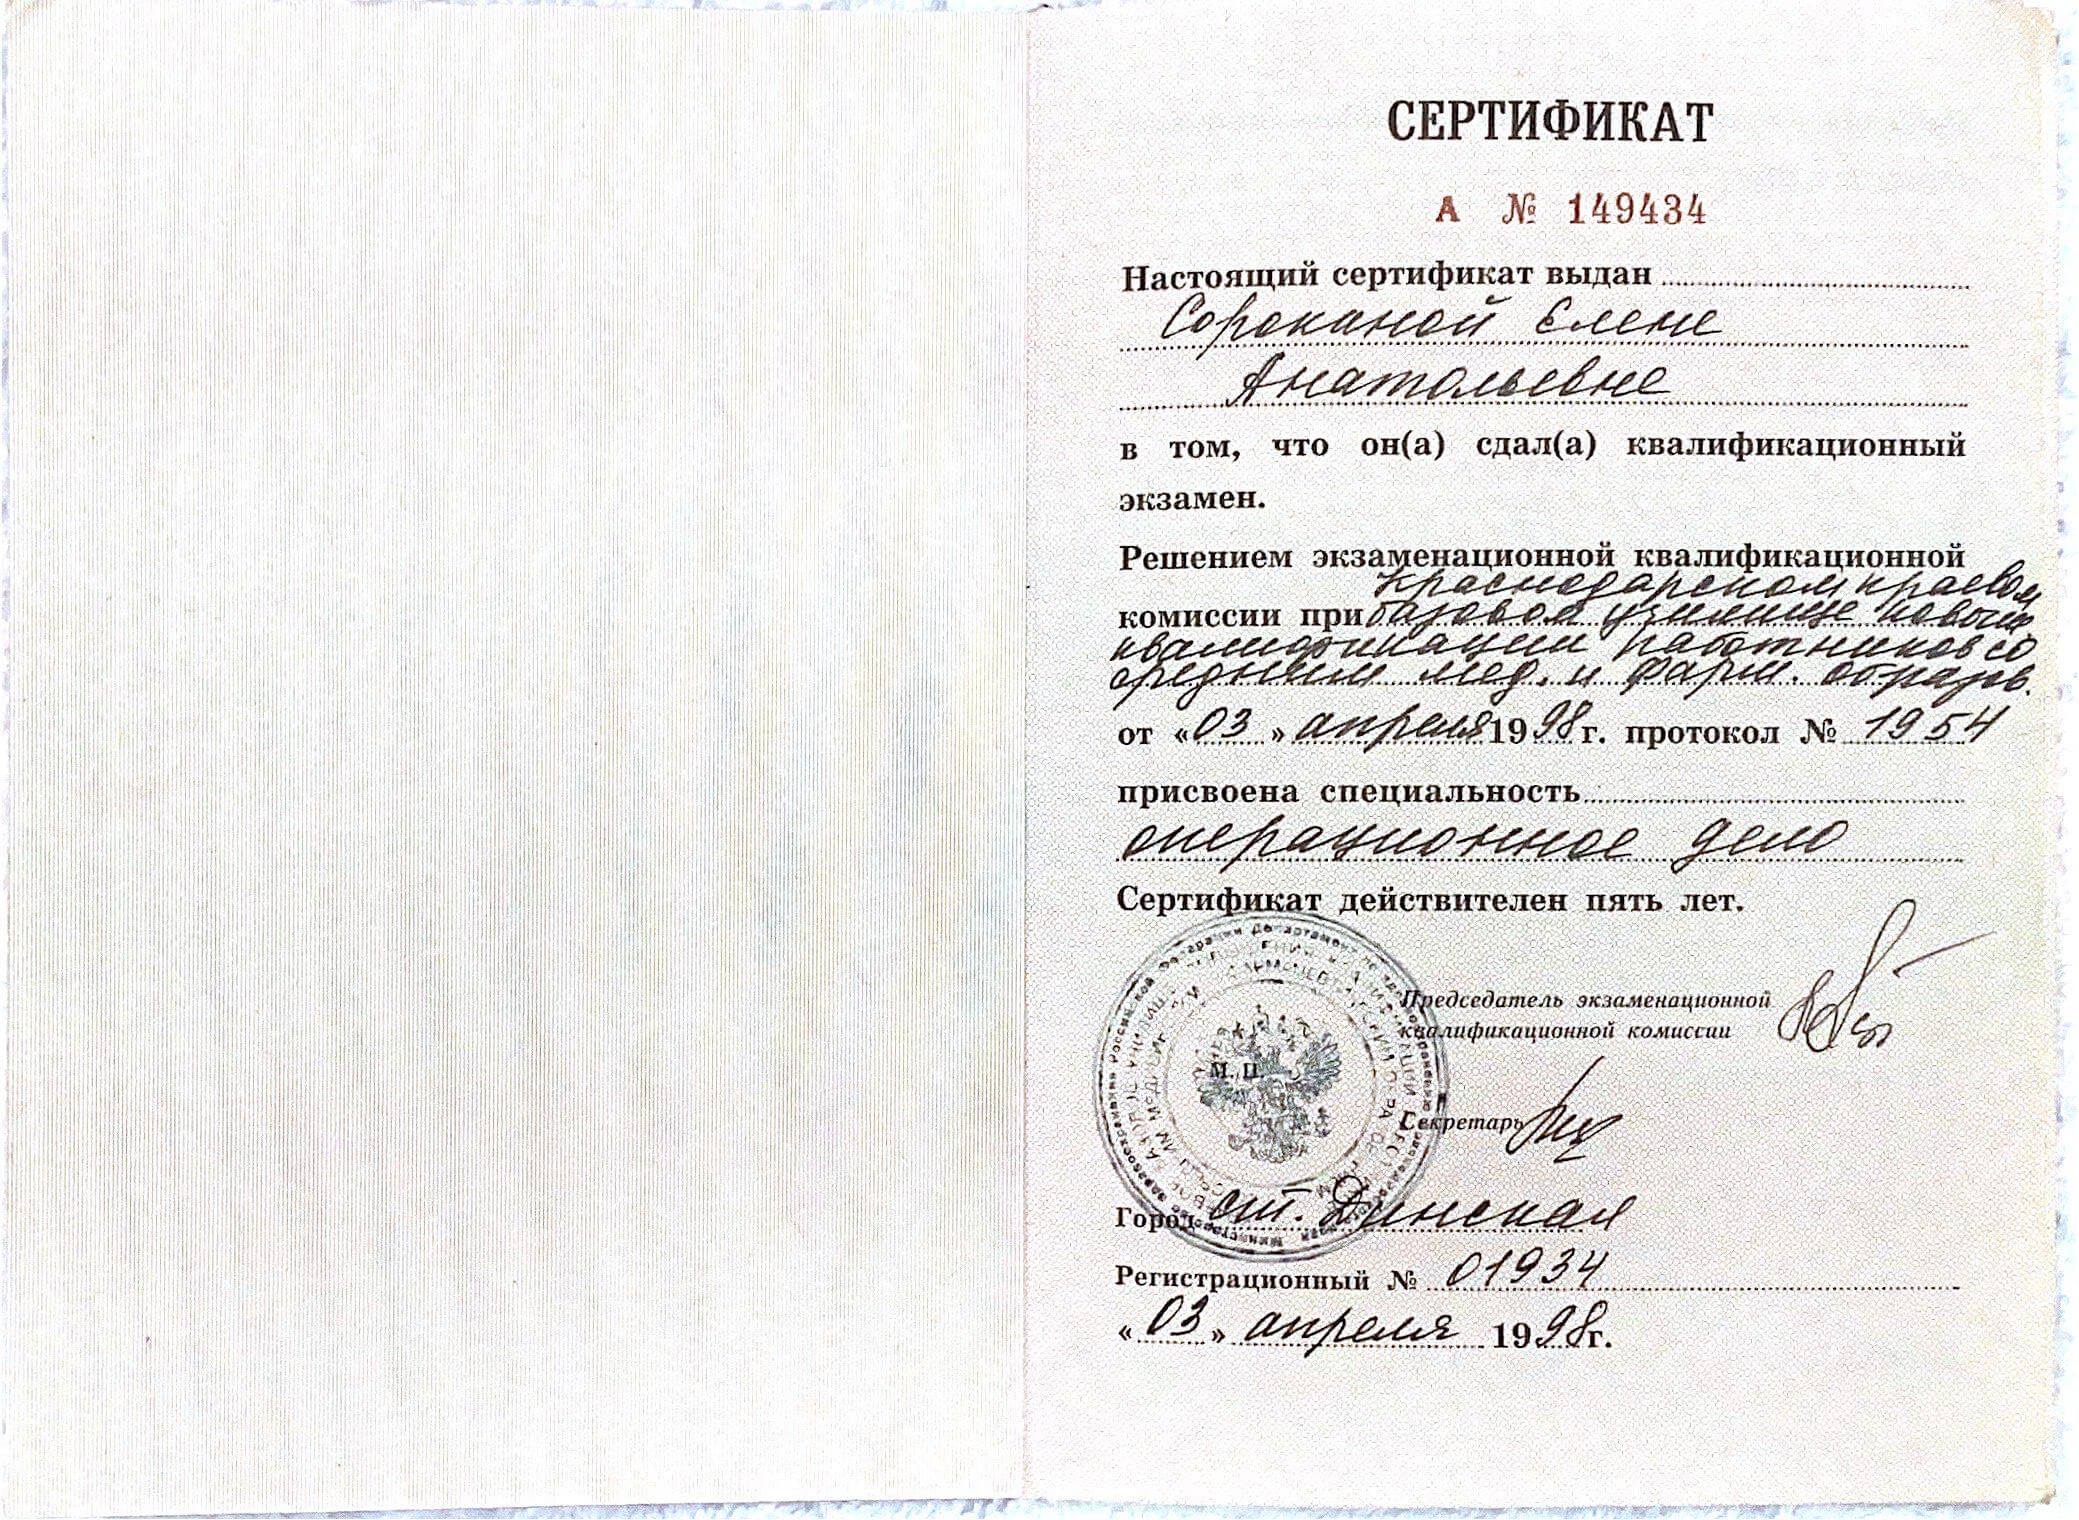 СЕРТИФИКАТ
А № 149434
Настоящий сертификат выдан
Сорокиной Елене
Анатольевне
в том, что он(а) сдал(а) квалификационный
экзамен.
Решением экзаменационной квалификационной
Краснодарском краевом
комиссии при базовом училище повыш.
квалификации работников со
средним мед. и фарм. образов.
от «03» апреля 1998г. протокол № 1954
присвоена специальность
операционное дело
Сертификат действителен пять лет.
Председатель экзаменационной
квалификационной комиссии
М. П.
Секретарь
Город ст. Динская
Регистрационный № 01934
«03» апреля 1998г.